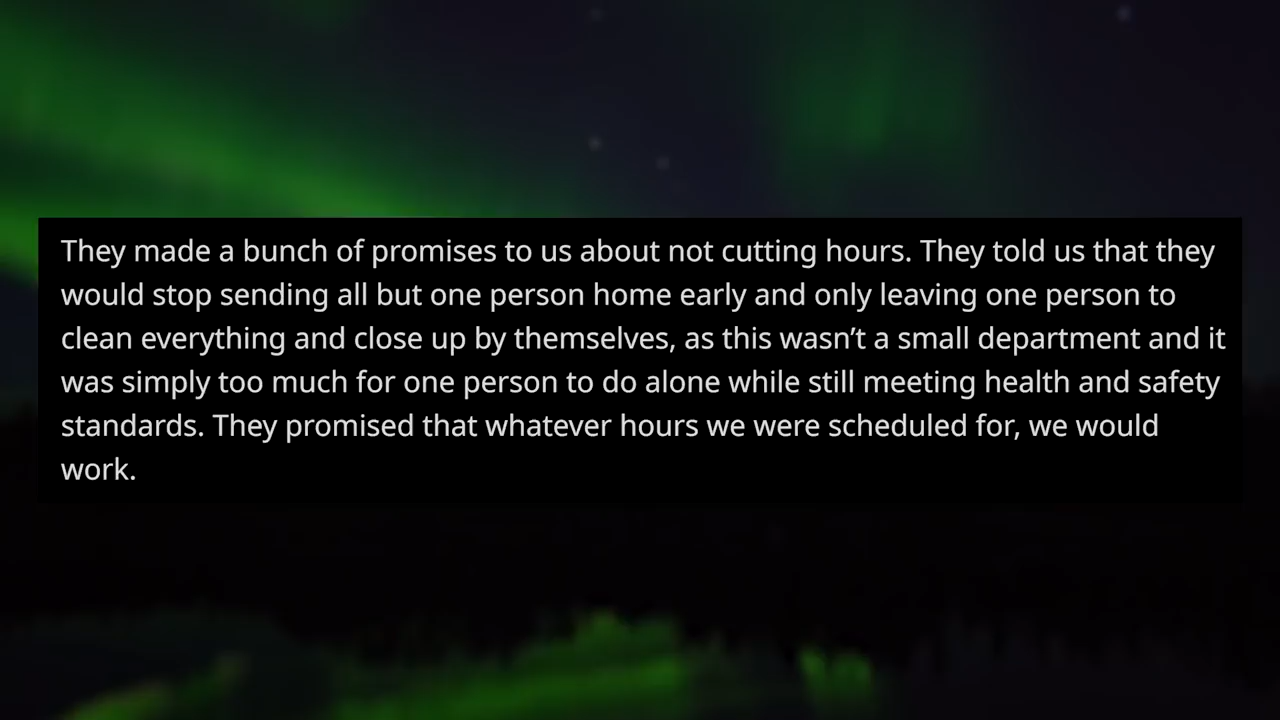 They made a bunch of promises to us about not cutting hours. They told us that they
would stop sending all but one person home early and only leaving one person to
clean everything and close up by themselves, as this wasn’t a small department and it
was simply too much for one person to do alone while still meeting health and safety
standards. They promised that whatever hours we were scheduled for, we would
work.